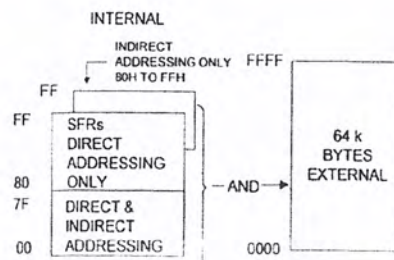 INTERNAL
INDIRECT
ADDRESSING ONLY
80H TO FFH
FF
FF
SFRs
DIRECT
ADDRESSING
ONLY
80
7F
DIRECT &
INDIRECT
ADDRESSING
00
AND
FFFF
64 k
BYTES
EXTERNAL
0000